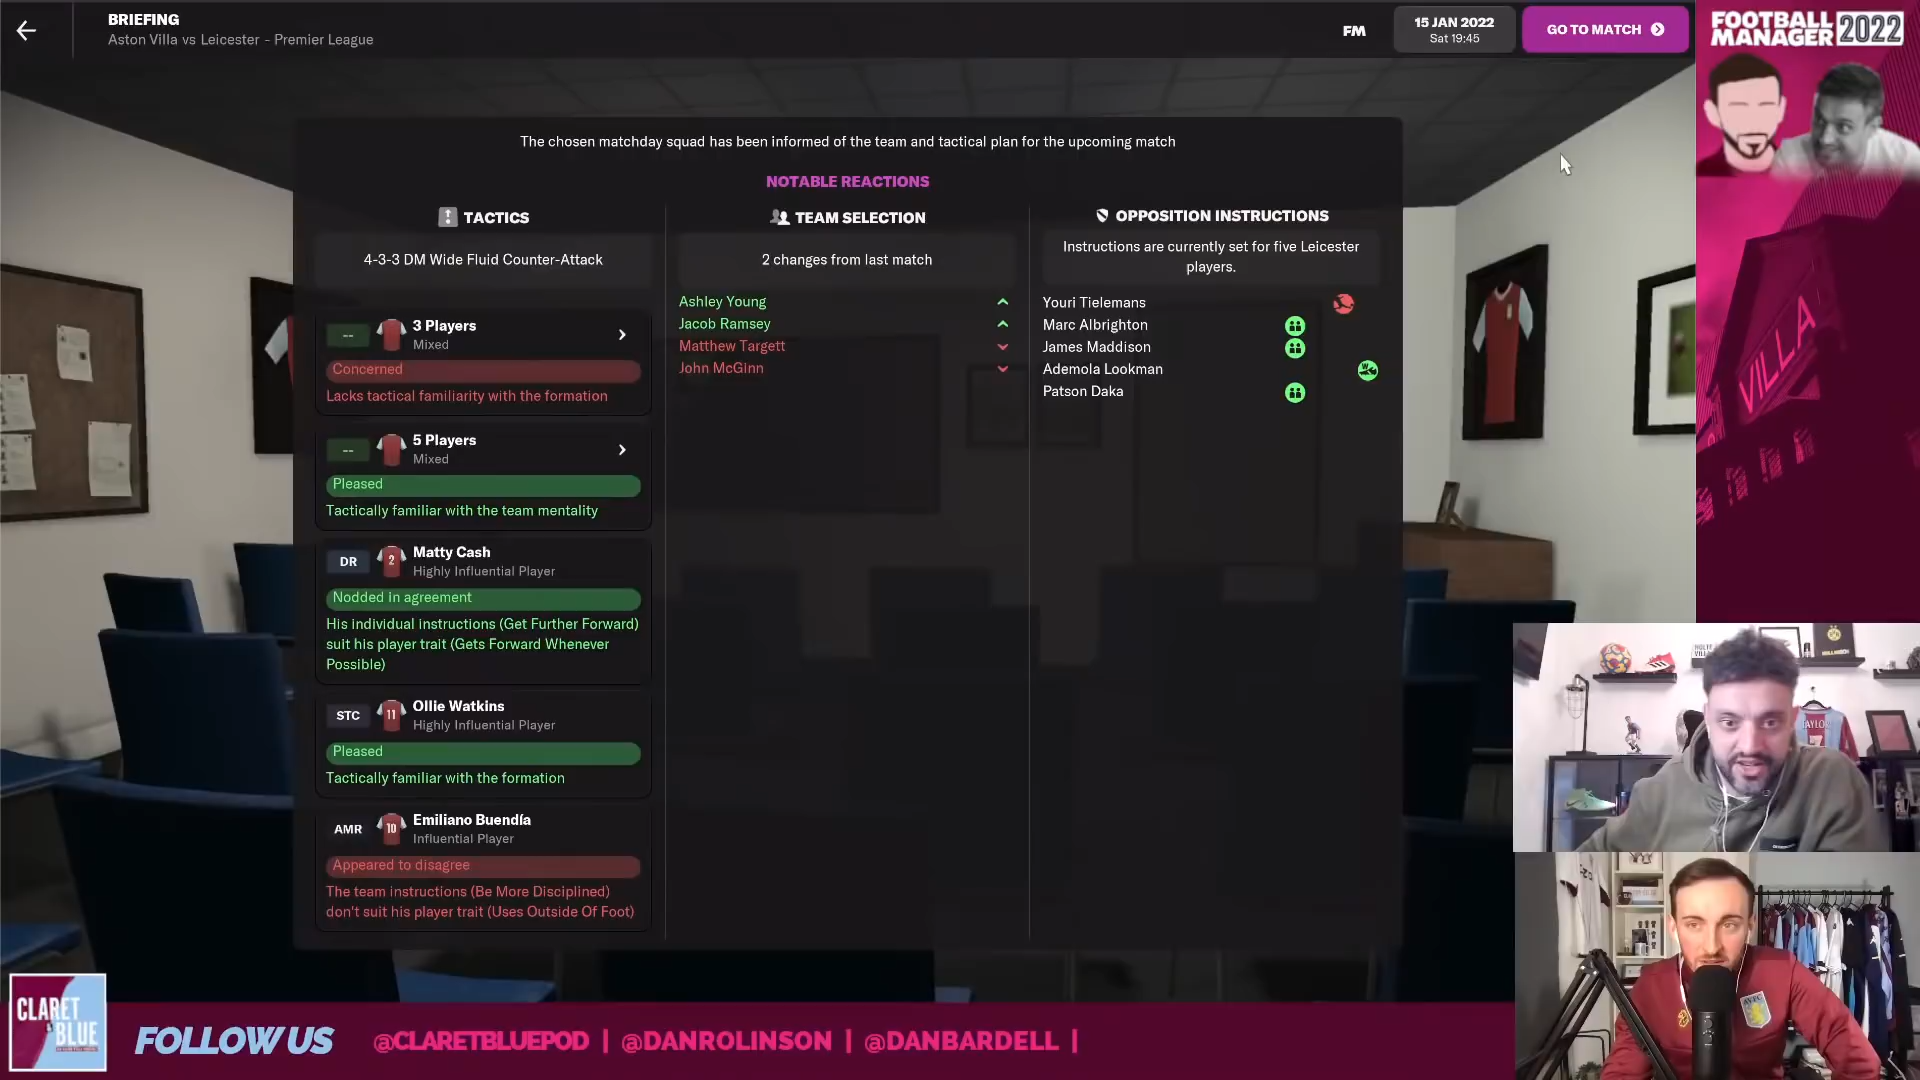 BRIEFING
Aston Villa vs Leicester - Premier League
FM
15 JAN 2022
Sat 19:45
GO TO MATCH
FOOTBALL
MANAGER 2022
The chosen matchday squad has been informed of the team and tactical plan for the upcoming match
NOTABLE REACTIONS
TACTICS
4-3-3 DM Wide Fluid Counter-Attack
--
3 Players
Mixed
Concerned
Lacks tactical familiarity with the formation
--
5 Players
Mixed
Pleased
Tactically familiar with the team mentality
DR
2
Matty Cash
Highly Influential Player
Nodded in agreement
His individual instructions (Get Further Forward)
suit his player trait (Gets Forward Whenever
Possible)
STC
11
Ollie Watkins
Highly Influential Player
Pleased
Tactically familiar with the formation
AMR
10
Emiliano Buendía
Influential Player
Appeared to disagree
The team instructions (Be More Disciplined)
don't suit his player trait (Uses Outside Of Foot)
TEAM SELECTION
2 changes from last match
Ashley Young
Jacob Ramsey
Matthew Targett
John McGinn
OPPOSITION INSTRUCTIONS
Instructions are currently set for five Leicester
players.
Youri Tielemans
Marc Albrighton
James Maddison
Ademola Lookman
Patson Daka
VILLA
TAYLOR
AVFC
CLARET
& BLUE
FOLLOW US
@CLARETBLUEPOD | @DANROLINSON | @DANBARDELL |